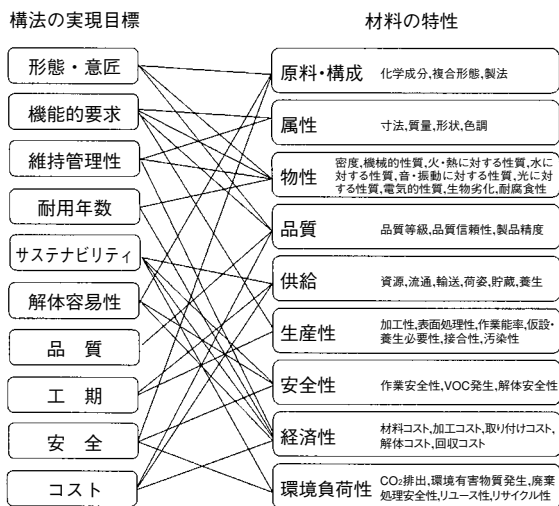 構法の実現目標
材料の特性
形態・意匠
機能的要求
維持管理性
耐用年数
サステナビリティ
解体容易性
品　質
工　期
安　全
コスト
原料・構成　化学成分,複合形態,製法
属性　寸法,質量,形状,色調
物性　密度,機械的性質,火・熱に対する性質,水に
対する性質,音・振動に対する性質,光に対
する性質,電気的性質,生物劣化,耐腐食性
品質　品質等級,品質信頼性,製品精度
供給　資源,流通,輸送,荷姿,貯蔵,養生
生産性　加工性,表面処理性,作業能率,仮設・
養生必要性,接合性,汚染性
安全性　作業安全性,VOC発生,解体安全性
経済性　材料コスト,加工コスト,取り付けコスト,
解体コスト,回収コスト
環境負荷性　CO₂排出,環境有害物質発生,廃棄
処理安全性,リユース性,リサイクル性